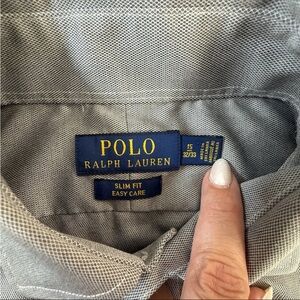 POLO
RALPH LAUREN
SLIM FIT
EASY CARE
15
32/33